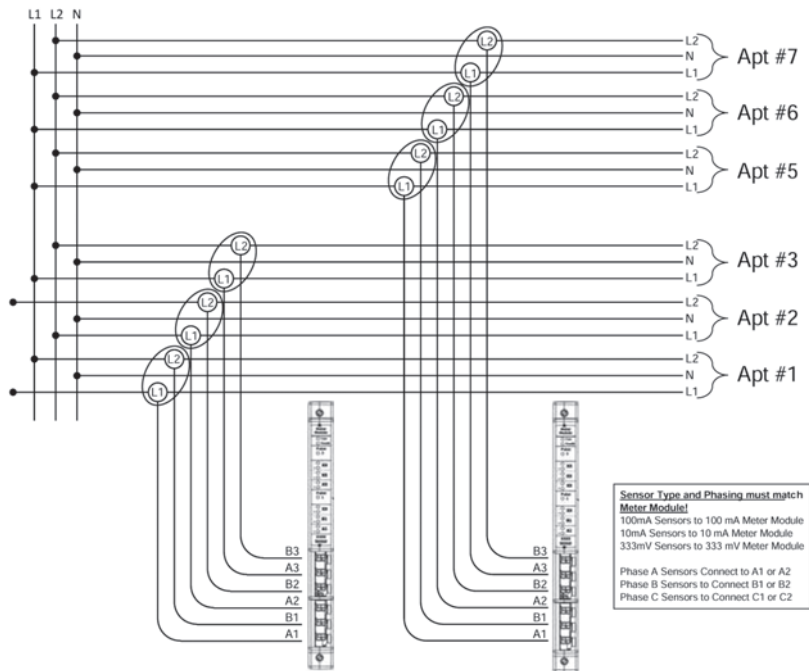 L1 L2 N
L2
N
L1
Apt #7
L2
N
L1
Apt #6
L2
N
L1
Apt #5
L2
N
L1
Apt #3
L2
N
L1
Apt #2
L2
N
L1
Apt #1
L2
L1
L2
L1
L2
L1
L2
L1
L2
L1
L2
L1
B3
A3
B2
A2
B1
A1
B3
A3
B2
A2
B1
A1
Sensor Type and Phasing must match
Meter Module!
100mA Sensors to 100 mA Meter Module
10mA Sensors to 10 mA Meter Module
333mV Sensors to 333 mV Meter Module
Phase A Sensors Connect to A1 or A2
Phase B Sensors to Connect B1 or B2
Phase C Sensors to Connect C1 or C2